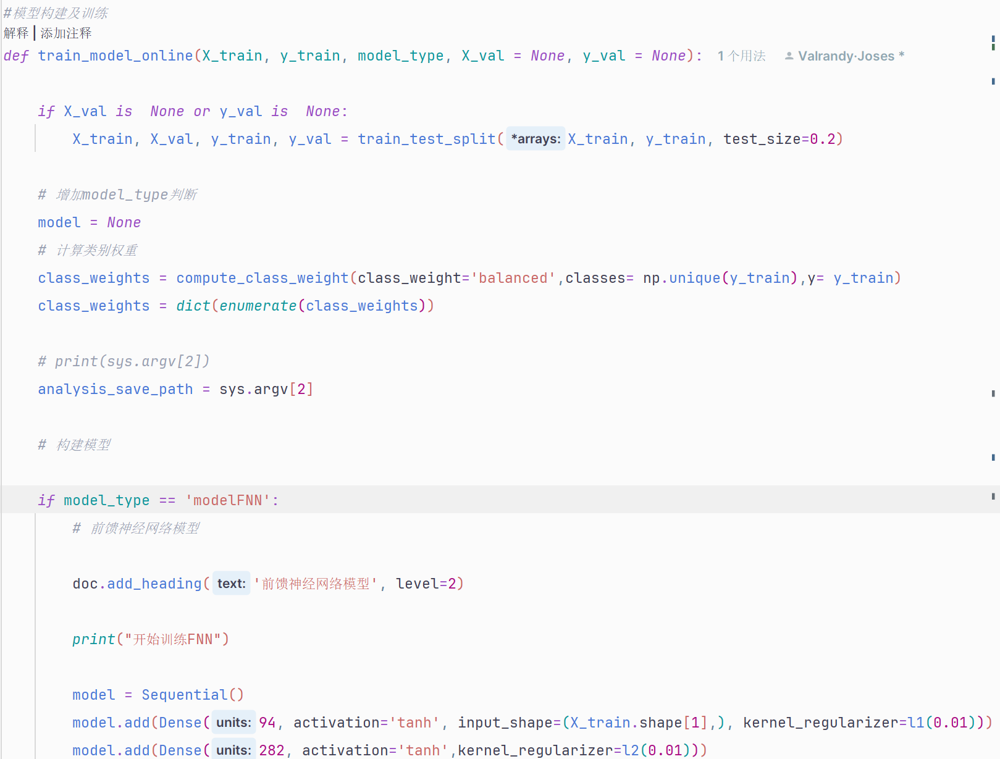 #模型构建及训练
解释 | 添加注释
def train_model_online(X_train, y_train, model_type, X_val = None, y_val = None): 1个用法 Valrandy·Joses *
if X_val is  None or y_val is  None:
X_train, X_val, y_train, y_val = train_test_split( *arrays: X_train, y_train, test_size=0.2)
# 增加model_type判断
model = None
# 计算类别权重
class_weights = compute_class_weight(class_weight='balanced',classes= np.unique(y_train),y= y_train)
class_weights = dict(enumerate(class_weights))
# print(sys.argv[2])
analysis_save_path = sys.argv[2]
# 构建模型
if model_type == 'modelFNN':
# 前馈神经网络模型
doc.add_heading( text: '前馈神经网络模型', level=2)
print("开始训练FNN")
model = Sequential()
model.add(Dense( units: 94, activation='tanh', input_shape=(X_train.shape[1],), kernel_regularizer=l1(0.01)))
model.add(Dense( units: 282, activation='tanh',kernel_regularizer=l2(0.01)))